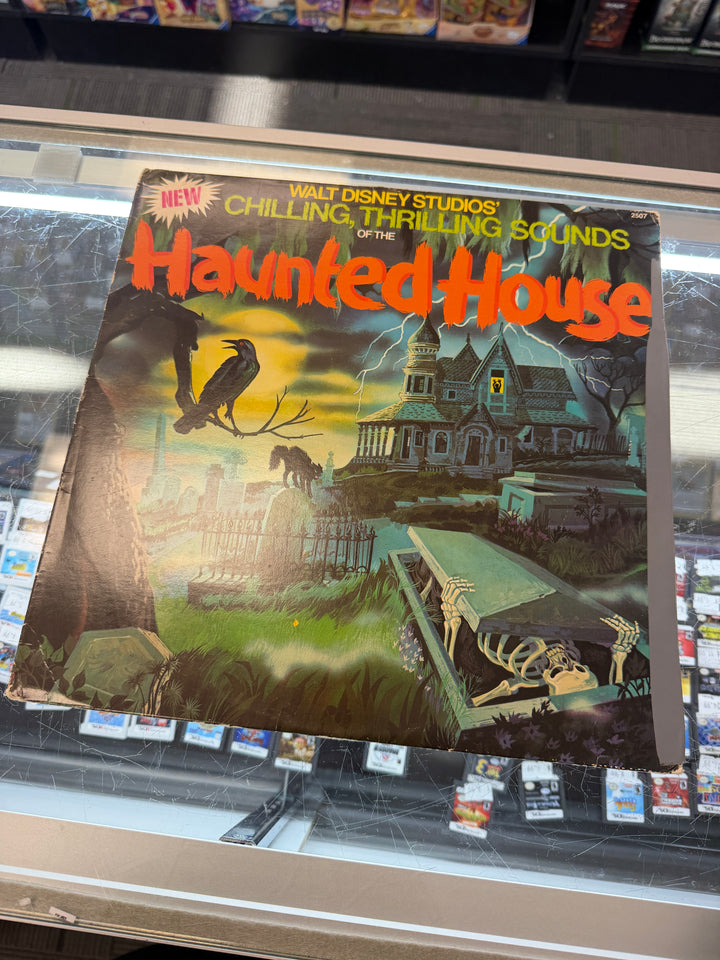 NEW
WALT DISNEY STUDIOS'
2507
CHILLING, THRILLING SOUNDS
OF THE
Haunted House